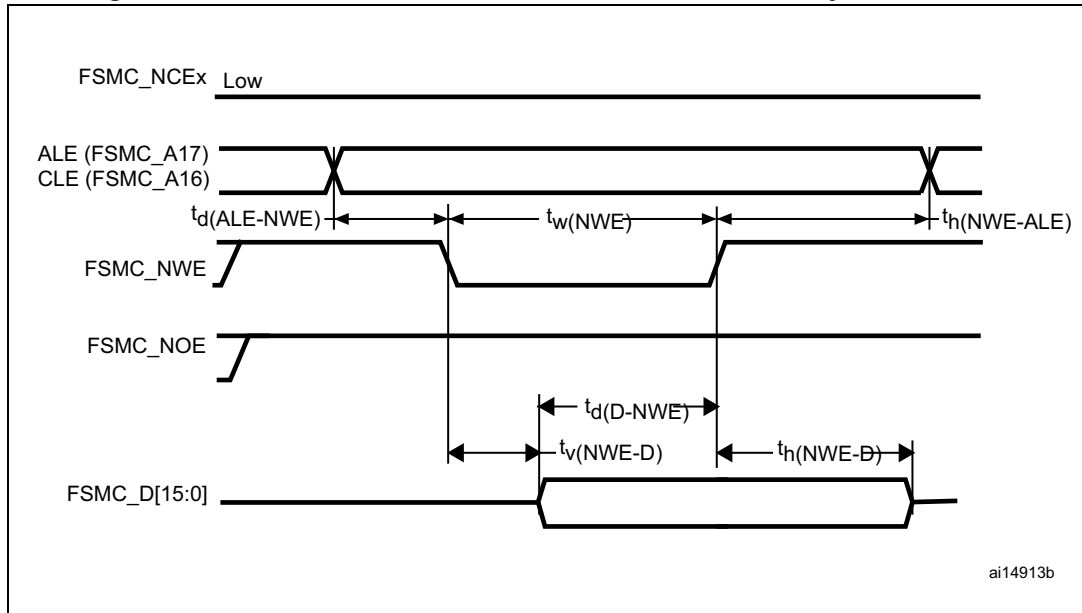 FSMC_NCEx Low
ALE (FSMC_A17)
CLE (FSMC_A16)
td(ALE-NWE) tw(NWE) th(NWE-ALE)
FSMC_NWE
FSMC_NOE
td(D-NWE)
tv(NWE-D) th(NWE-D)
FSMC_D[15:0]
ai14913b